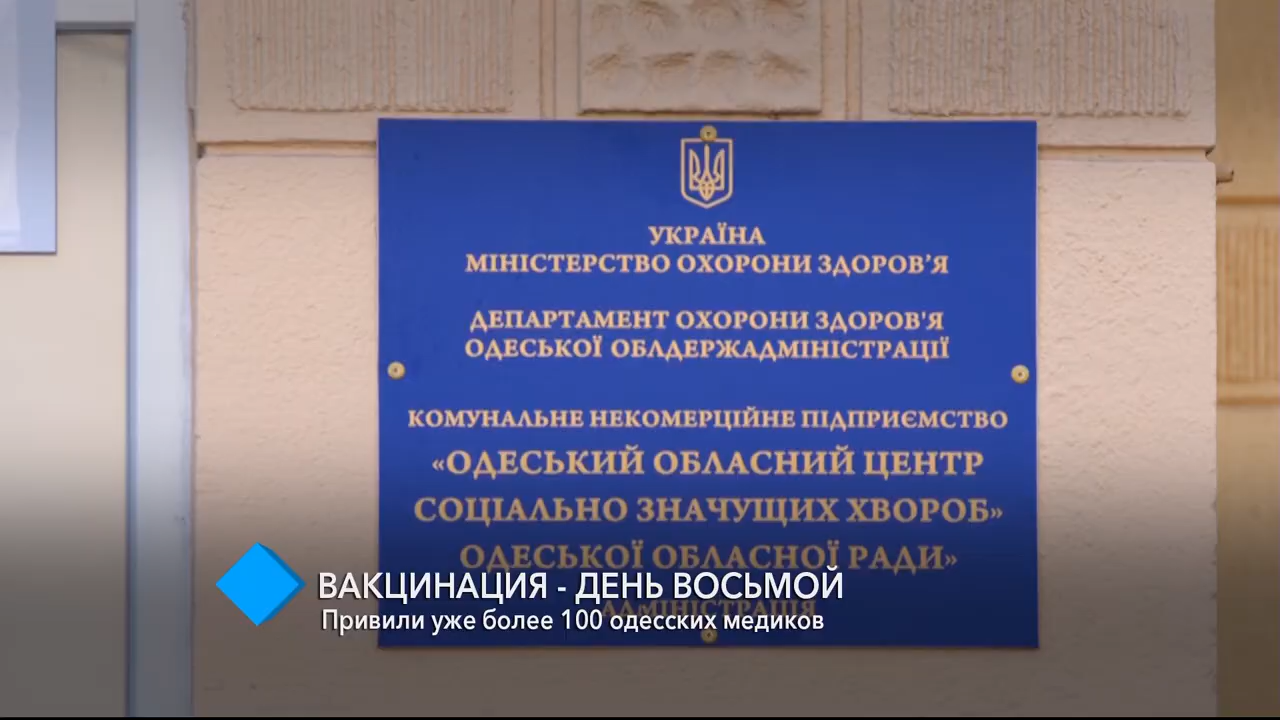 УКРАЇНА
МІНІСТЕРСТВО ОХОРОНИ ЗДОРОВ’Я
ДЕПАРТАМЕНТ ОХОРОНИ ЗДОРОВ'Я
ОДЕСЬКОЇ ОБЛДЕРЖАДМІНІСТРАЦІЇ
КОМУНАЛЬНЕ НЕКОМЕРЦІЙНЕ ПІДПРИЄМСТВО
«ОДЕСЬКИЙ ОБЛАСНИЙ ЦЕНТР
СОЦІАЛЬНО ЗНАЧУЩИХ ХВОРОБ»
ОДЕСЬКОЇ ОБЛАСНОЇ РАДИ»
АДМІНІСТРАЦІЯ
ВАКЦИНАЦИЯ - ДЕНЬ ВОСЬМОЙ
Привили уже более 100 одесских медиков